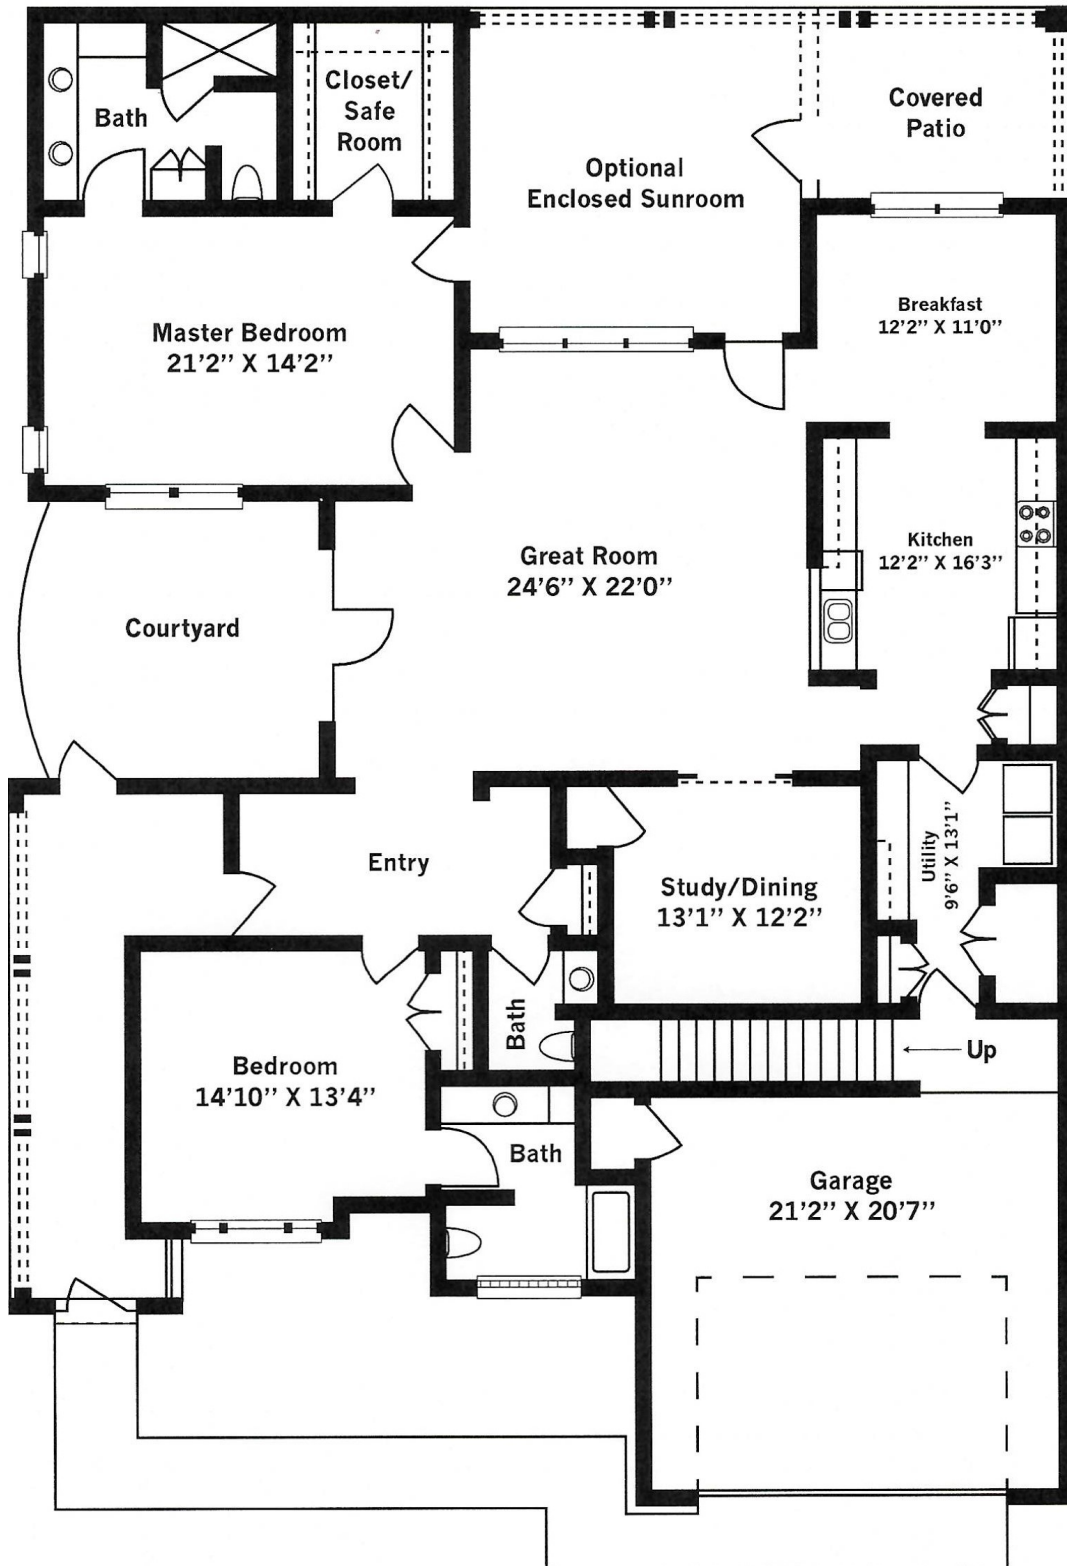 Bath
Closet/
Safe
Room
Covered
Patio
Optional
Enclosed Sunroom
Master Bedroom
21’2” X 14’2”
Breakfast
12’2” X 11’0”
Great Room
24’6” X 22’0”
Kitchen
12’2” X 16’3”
Courtyard
Entry
Study/Dining
13’1” X 12’2”
Utility
9’6” X 13’1”
Bath
Bedroom
14’10” X 13’4”
Up
Bath
Garage
21’2” X 20’7”